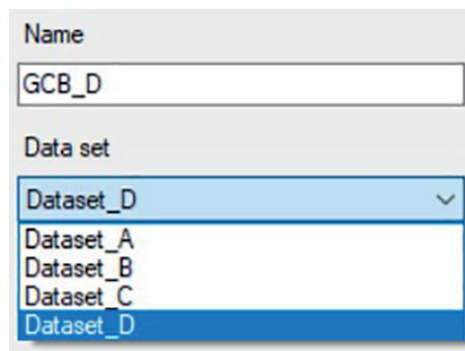 Name
GCB_D
Data set
Dataset_D
Dataset_A
Dataset_B
Dataset_C
Dataset_D